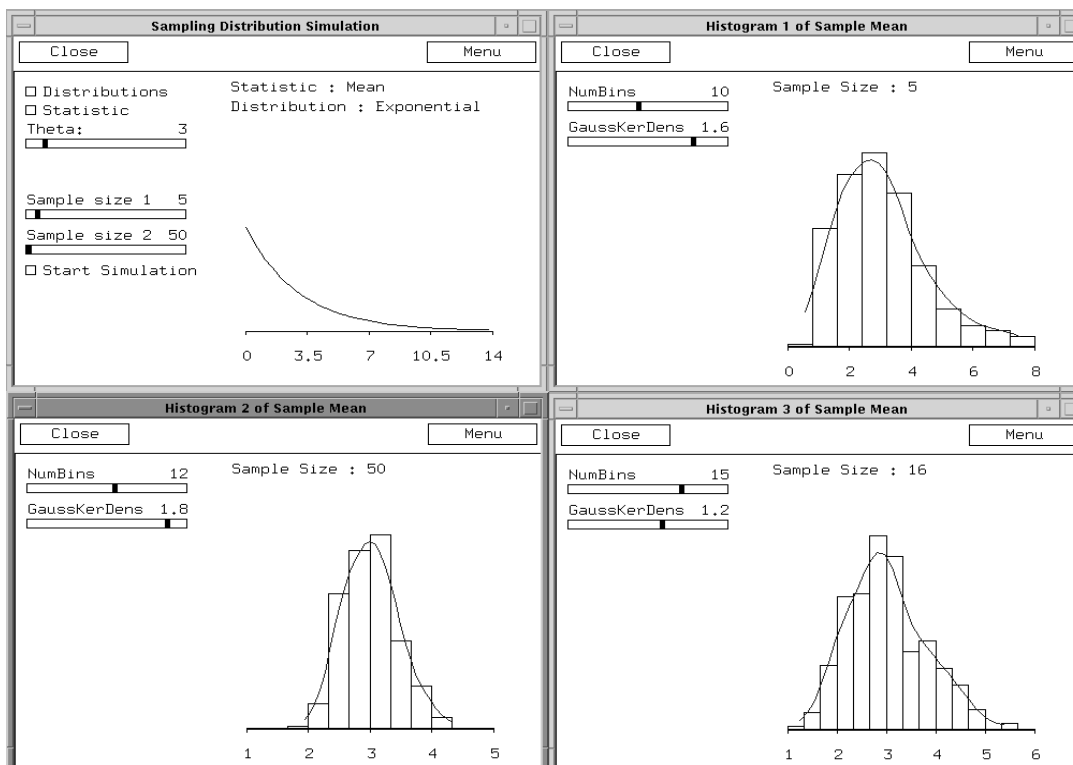 Sampling Distribution Simulation
Close Menu
Distributions
Statistic
Theta: 3
Sample size 1 5
Sample size 2 50
Start Simulation
Statistic : Mean
Distribution : Exponential
0 3.5 7 10.5 14
Histogram 1 of Sample Mean
Close Menu
NumBins 10
GaussKerDens 1.6
Sample Size : 5
0 2 4 6 8
Histogram 2 of Sample Mean
Close Menu
NumBins 12
GaussKerDens 1.8
Sample Size : 50
1 2 3 4 5
Histogram 3 of Sample Mean
Close Menu
NumBins 15
GaussKerDens 1.2
Sample Size : 16
1 2 3 4 5 6